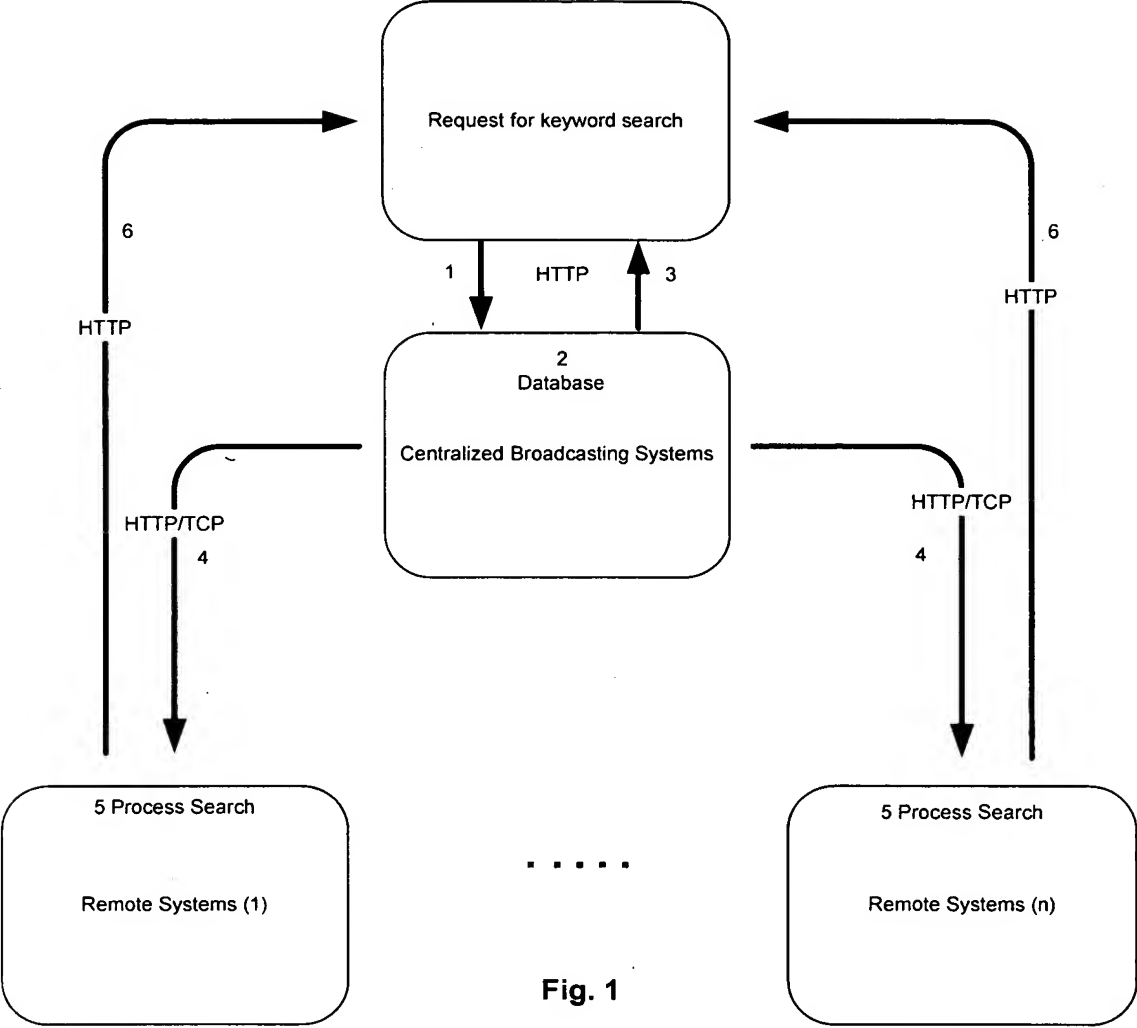 Request for keyword search
6
6
1
HTTP
3
HTTP
HTTP
2
Database
Centralized Broadcasting Systems
HTTP/TCP
4
HTTP/TCP
4
5 Process Search
Remote Systems (1)
. . . . .
5 Process Search
Remote Systems (n)
Fig. 1